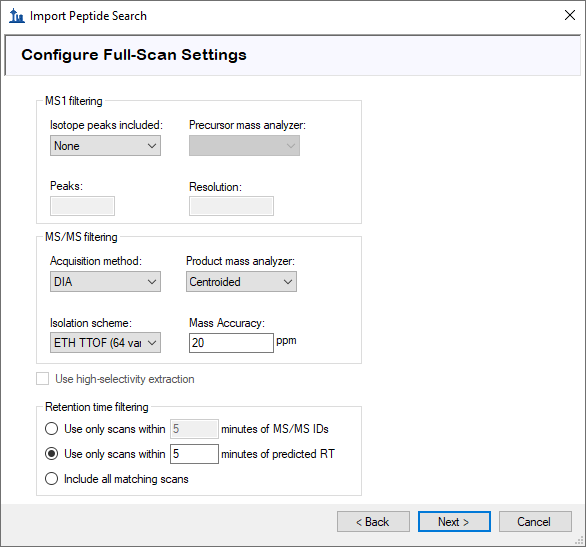 Import Peptide Search
Configure Full-Scan Settings
MS1 filtering
Isotope peaks included: Precursor mass analyzer:
None
Peaks: Resolution:
MS/MS filtering
Acquisition method: Product mass analyzer:
DIA Centroided
Isolation scheme: Mass Accuracy:
ETH TTOF (64 var 20 ppm
Use high-selectivity extraction
Retention time filtering
Use only scans within 5 minutes of MS/MS IDs
Use only scans within 5 minutes of predicted RT
Include all matching scans
< Back Next > Cancel